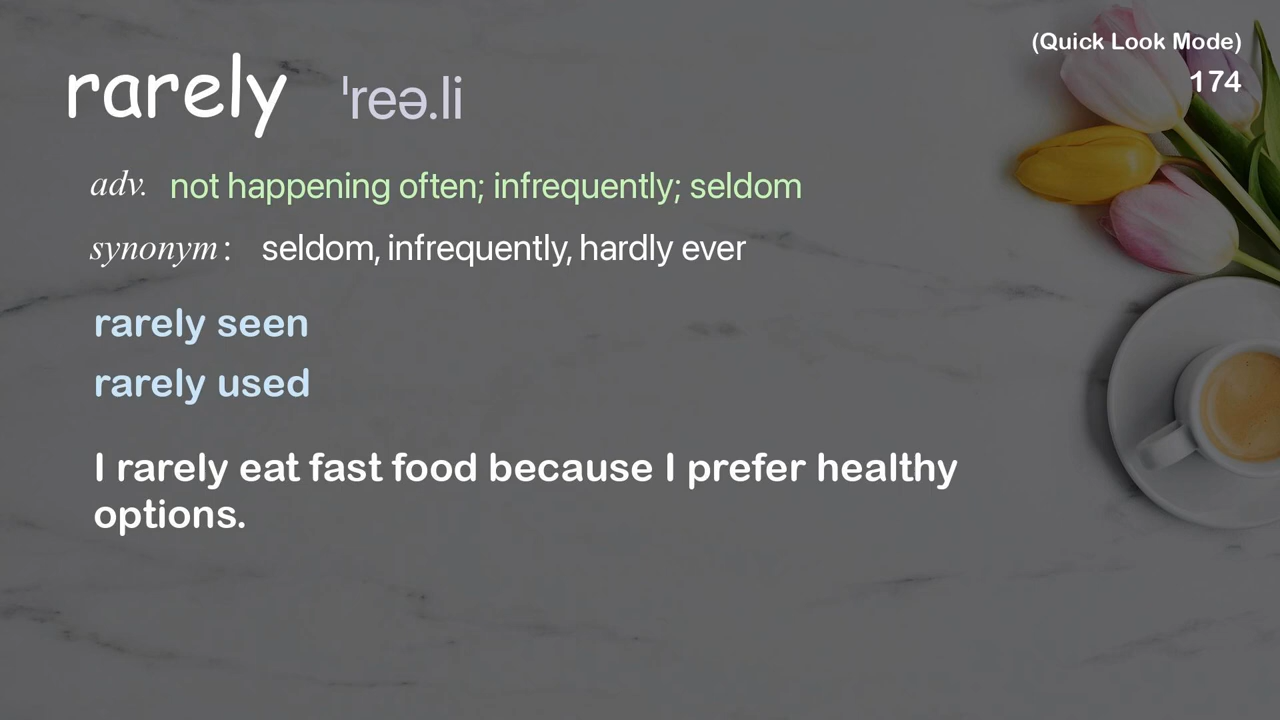 (Quick Look Mode)
rarely ˈreə.li
174
adv. not happening often; infrequently; seldom
synonym: seldom, infrequently, hardly ever
rarely seen
rarely used
I rarely eat fast food because I prefer healthy
options.